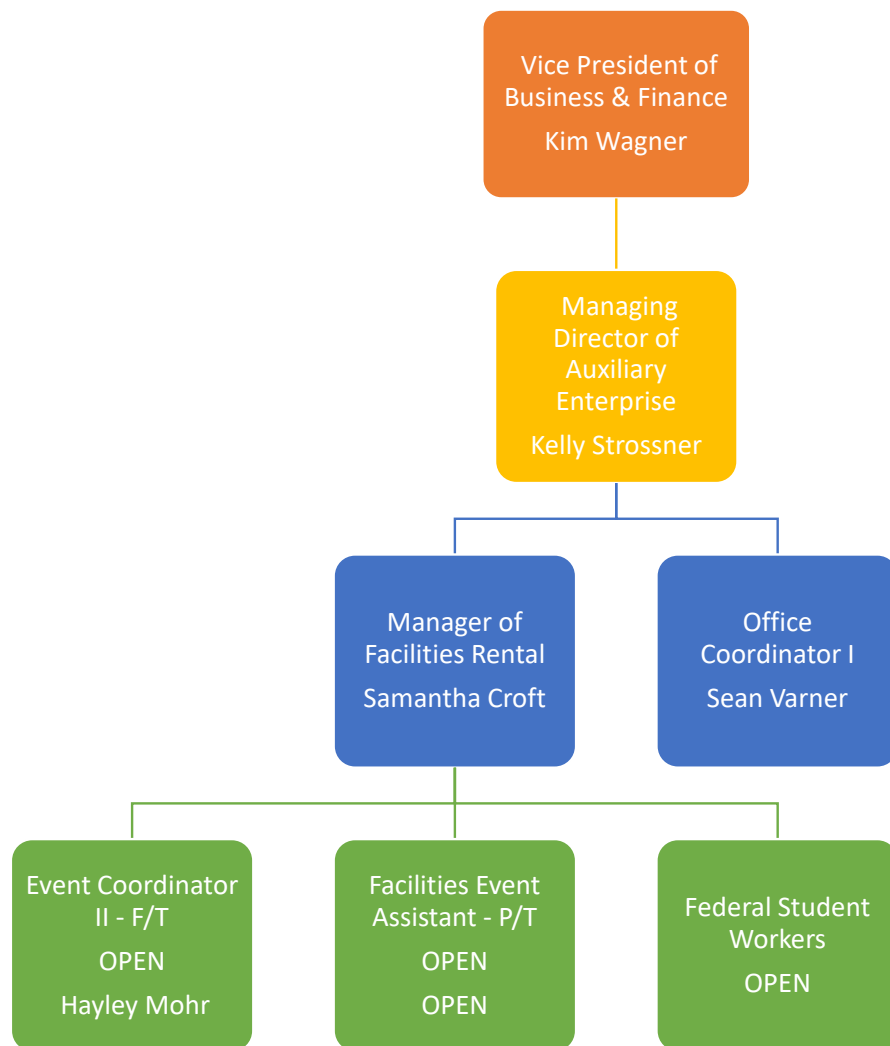 Vice President of
Business & Finance
Kim Wagner
Managing
Director of
Auxiliary
Enterprise
Kelly Strossner
Manager of
Facilities Rental
Samantha Croft
Office
Coordinator I
Sean Varner
Event Coordinator
II - F/T
OPEN
Hayley Mohr
Facilities Event
Assistant - P/T
OPEN
OPEN
Federal Student
Workers
OPEN